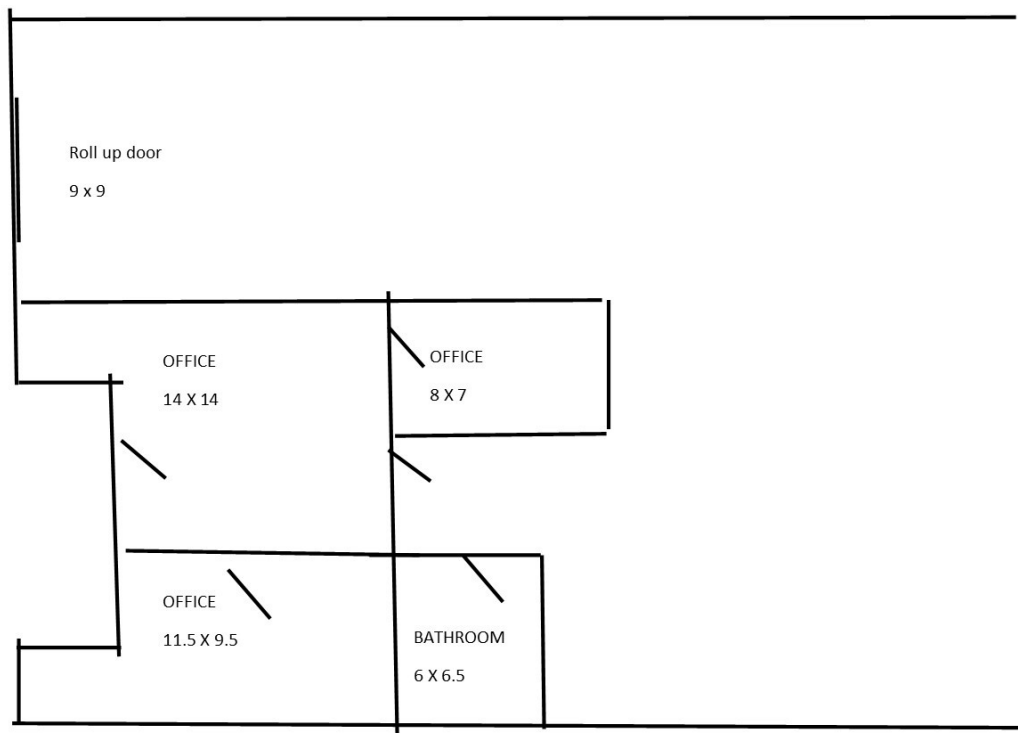 Roll up door
9 x 9
OFFICE
14 X 14
OFFICE
8 X 7
OFFICE
11.5 X 9.5
BATHROOM
6 X 6.5